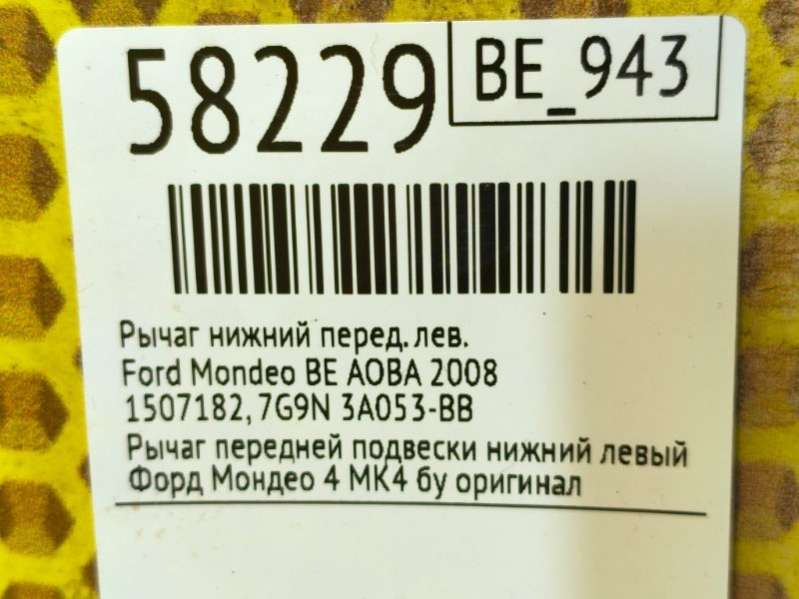 58229
BE_943
Рычаг нижний перед. лев.
Ford Mondeo BE AOBA 2008
1507182, 7G9N 3A053-BB
Рычаг передней подвески нижний левый
Форд Мондео 4 МК4 бу оригинал